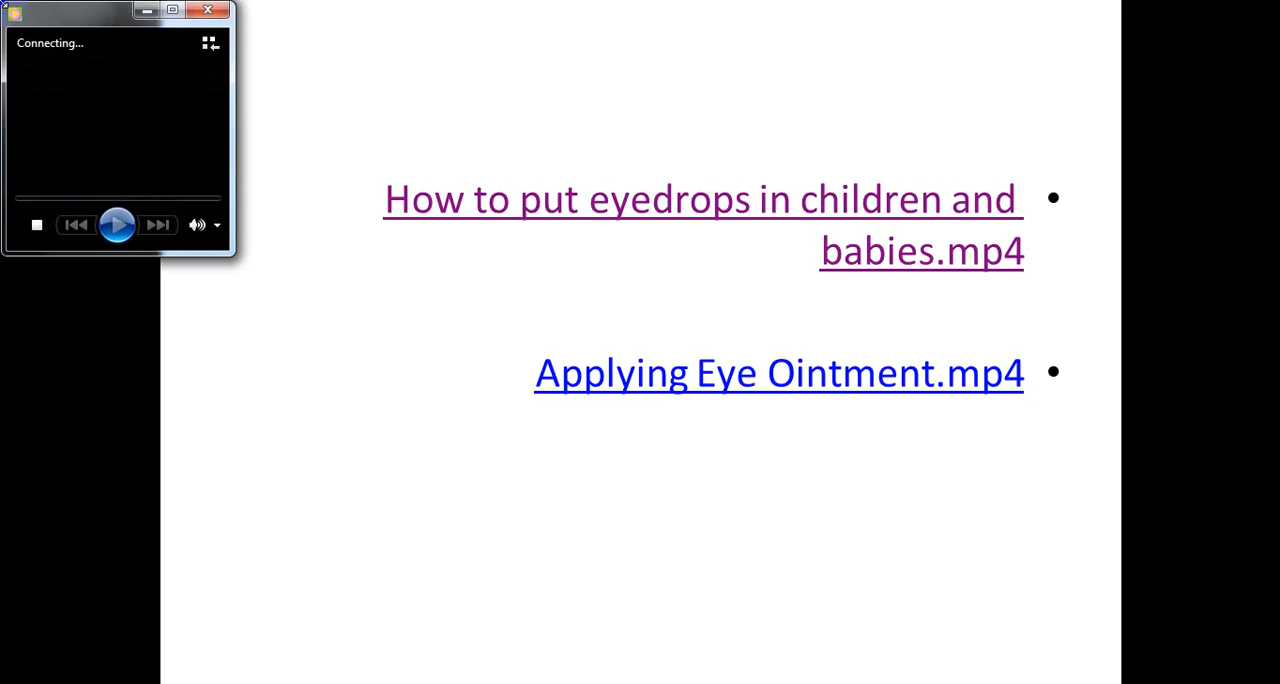 Connecting...
How to put eyedrops in children and •
babies.mp4
Applying Eye Ointment.mp4 •